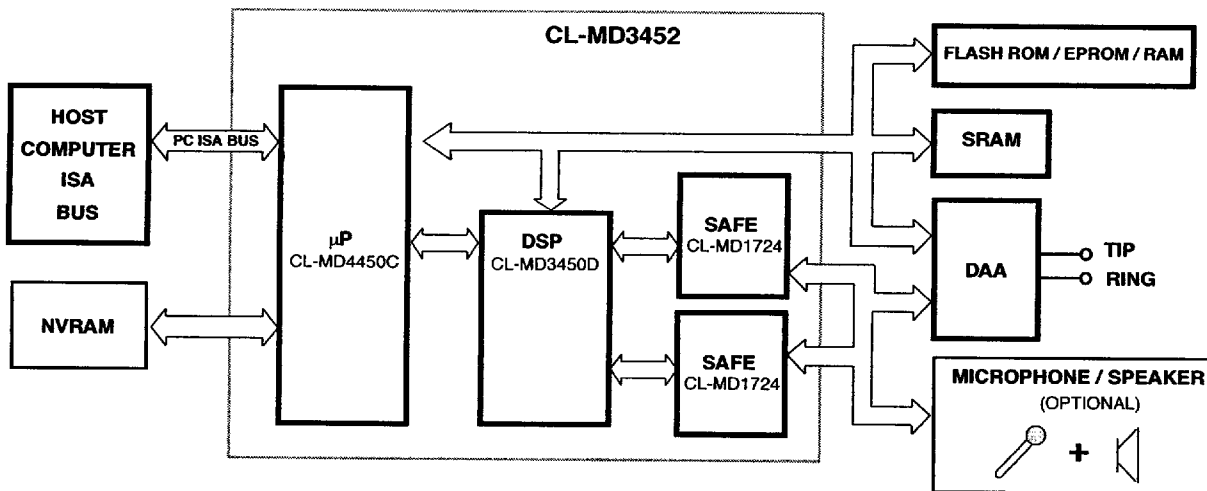 CL-MD3452
HOST
COMPUTER
ISA
BUS
PC ISA BUS
NVRAM
μP
CL-MD4450C
DSP
CL-MD3450D
SAFE
CL-MD1724
SAFE
CL-MD1724
FLASH ROM / EPROM / RAM
SRAM
DAA
TIP
RING
MICROPHONE / SPEAKER
(OPTIONAL)
+